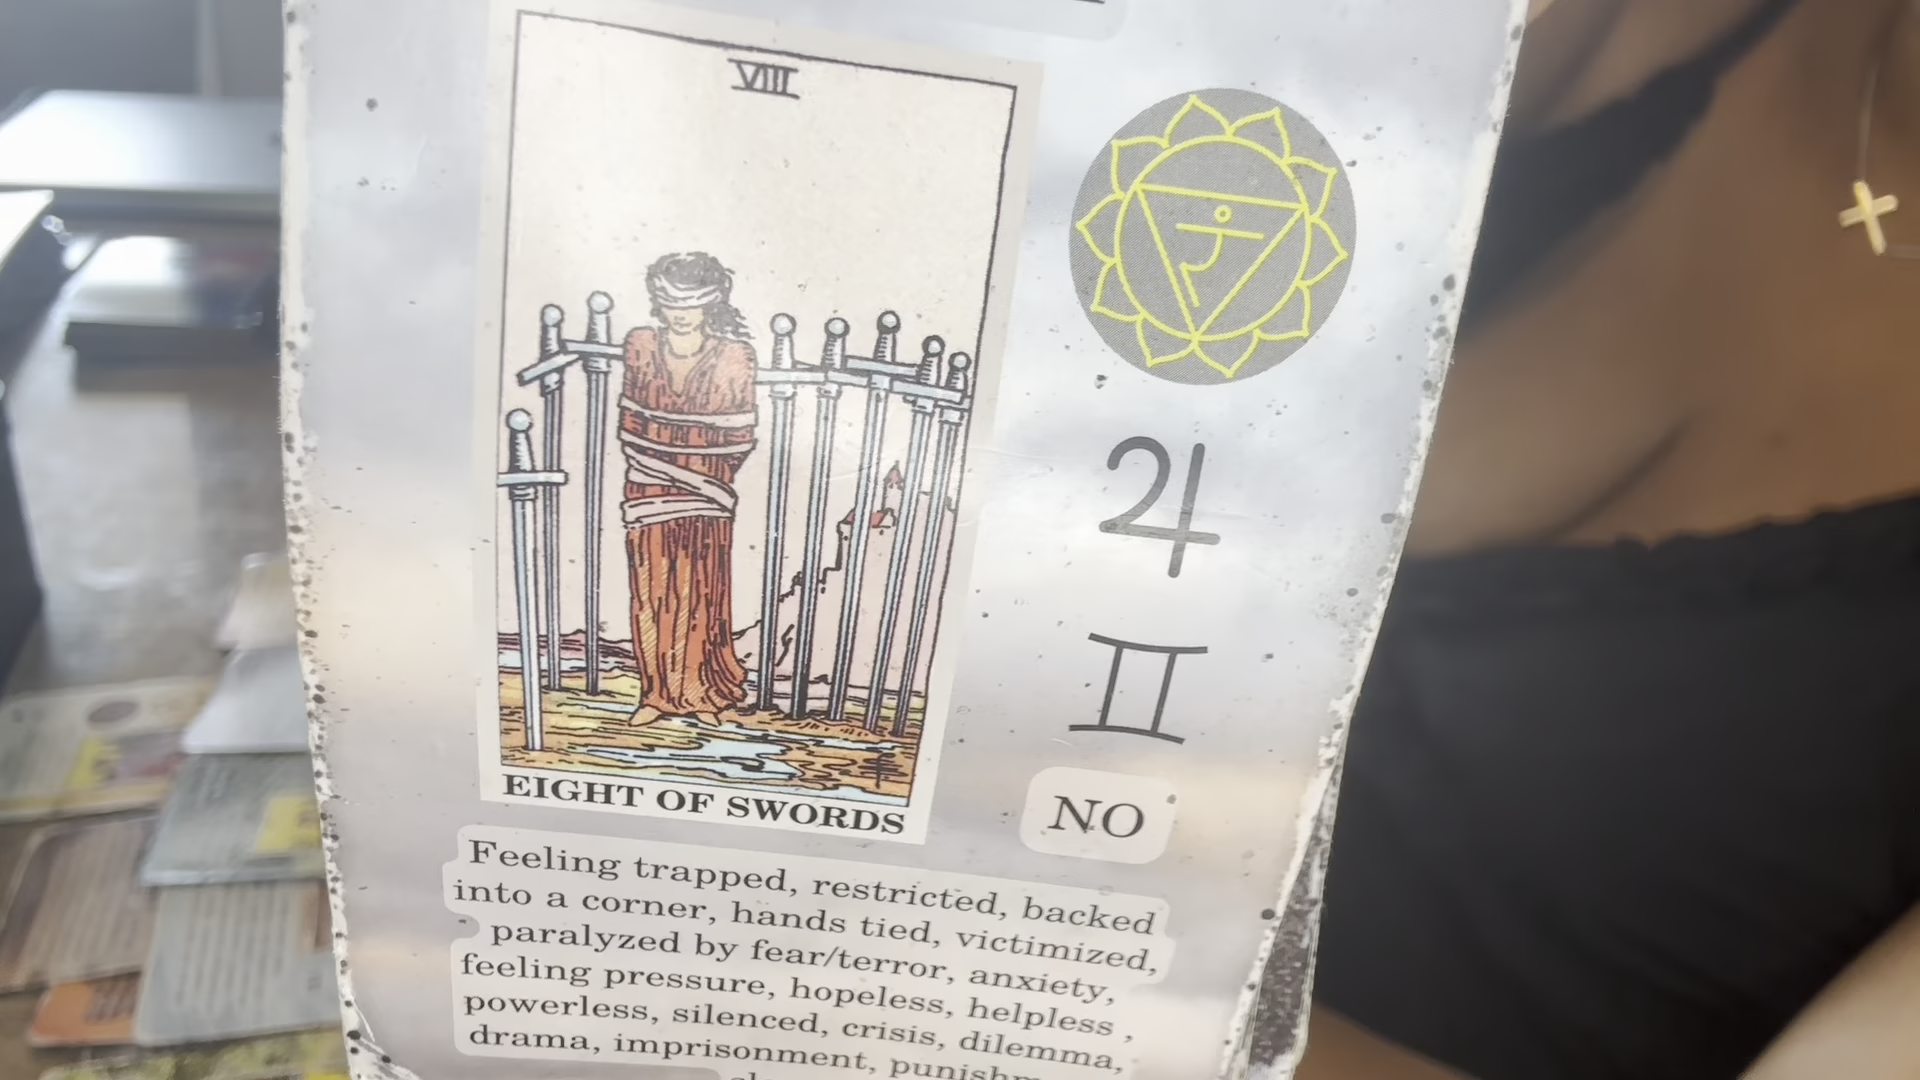 VIII
EIGHT OF SWORDS
NO
Feeling trapped, restricted, backed
into a corner, hands tied, victimized,
paralyzed by fear/terror, anxiety,
feeling pressure, hopeless, helpless ,
powerless, silenced, crisis, dilemma,
drama, imprisonment,